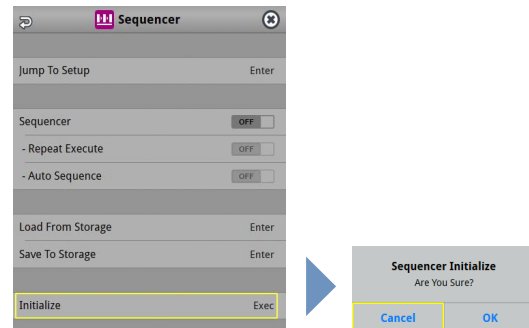 Sequencer
Jump To Setup Enter
Sequencer OFF
- Repeat Execute OFF
- Auto Sequence OFF
Load From Storage Enter
Save To Storage Enter
Initialize Exec
Sequencer Initialize
Are You Sure?
Cancel OK